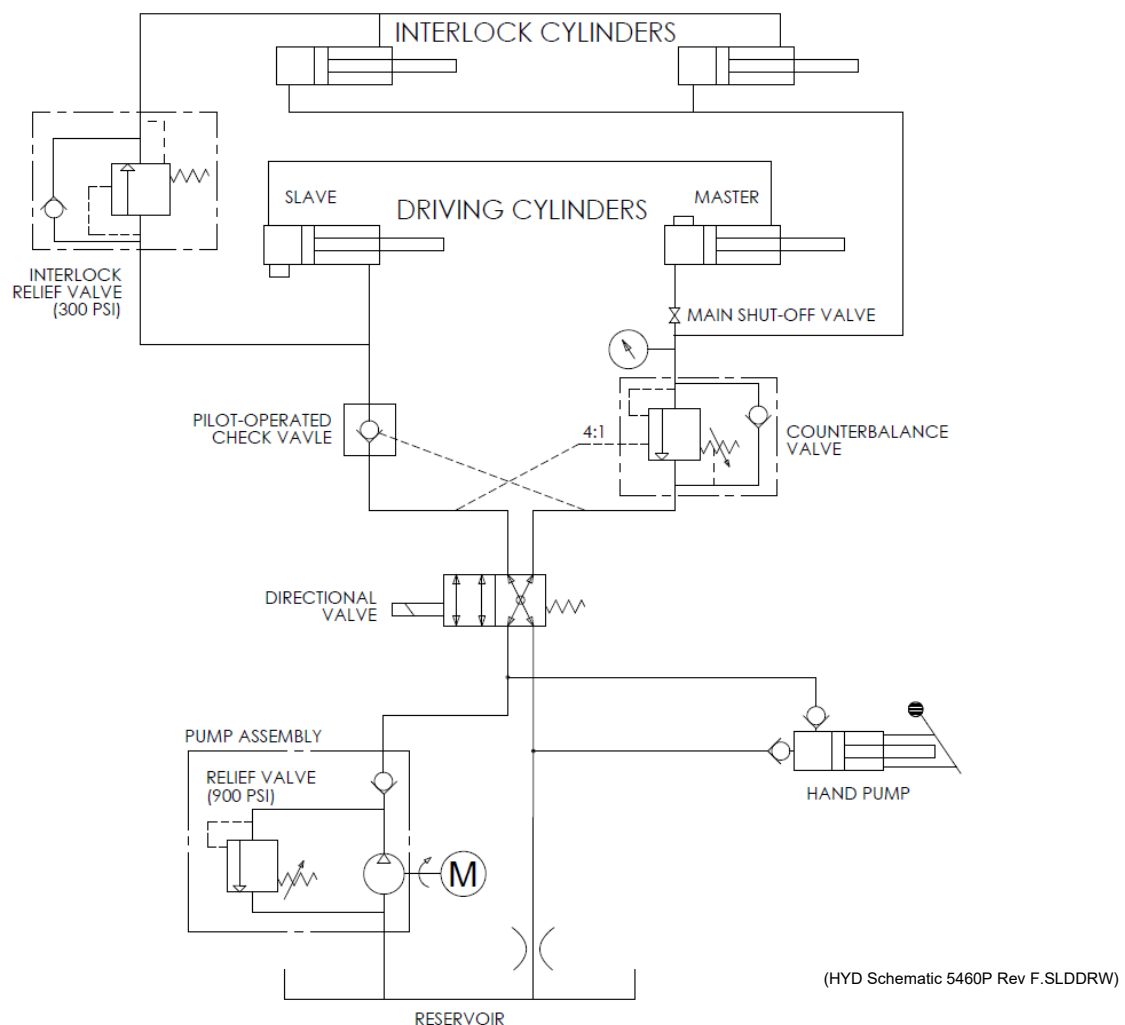 INTERLOCK CYLINDERS
SLAVE
MASTER
DRIVING CYLINDERS
INTERLOCK
RELIEF VALVE
(300 PSI)
MAIN SHUT-OFF VALVE
PILOT-OPERATED
CHECK VAVLE
4:1
COUNTERBALANCE
VALVE
DIRECTIONAL
VALVE
PUMP ASSEMBLY
RELIEF VALVE
(900 PSI)
M
HAND PUMP
(HYD Schematic 5460P Rev F.SLDDRW)
RESERVOIR